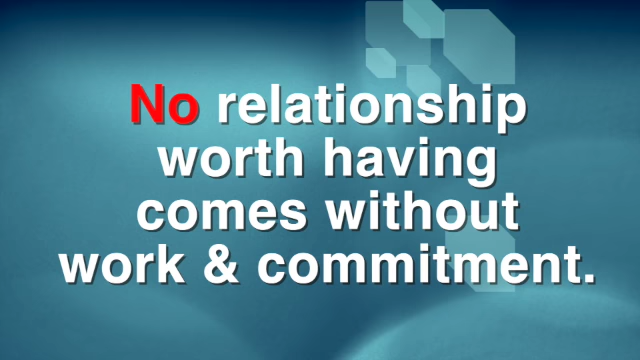 No relationship
worth having
comes without
work & commitment.